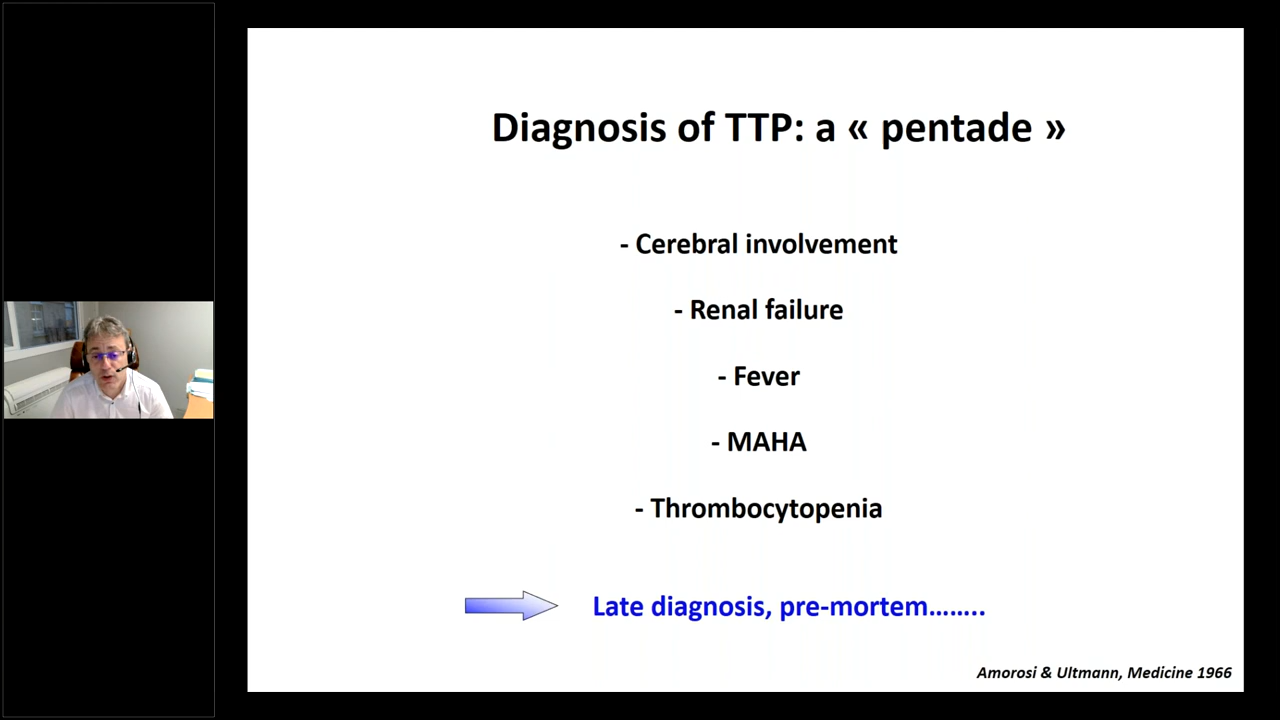 Diagnosis of TTP: a « pentade »
- Cerebral involvement
- Renal failure
- Fever
- MAHA
- Thrombocytopenia
Late diagnosis, pre-mortem........
Amorosi & Ultmann, Medicine 1966